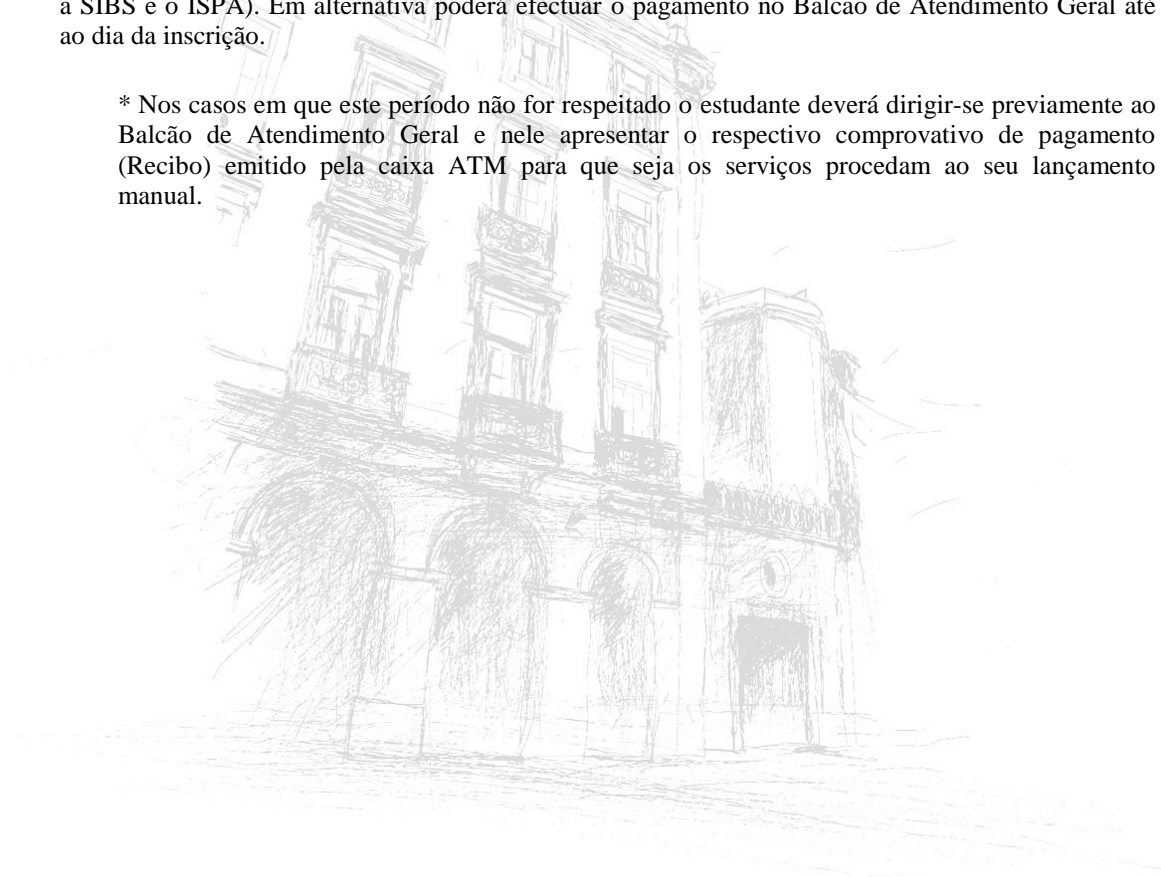 a SIBS e o ISPA). Em alternativa poderá efectuar o pagamento no Balcão de Atendimento Geral até
ao dia da inscrição.
* Nos casos em que este período não for respeitado o estudante deverá dirigir-se previamente ao
Balcão de Atendimento Geral e nele apresentar o respectivo comprovativo de pagamento
(Recibo) emitido pela caixa ATM para que seja os serviços procedam ao seu lançamento
manual.